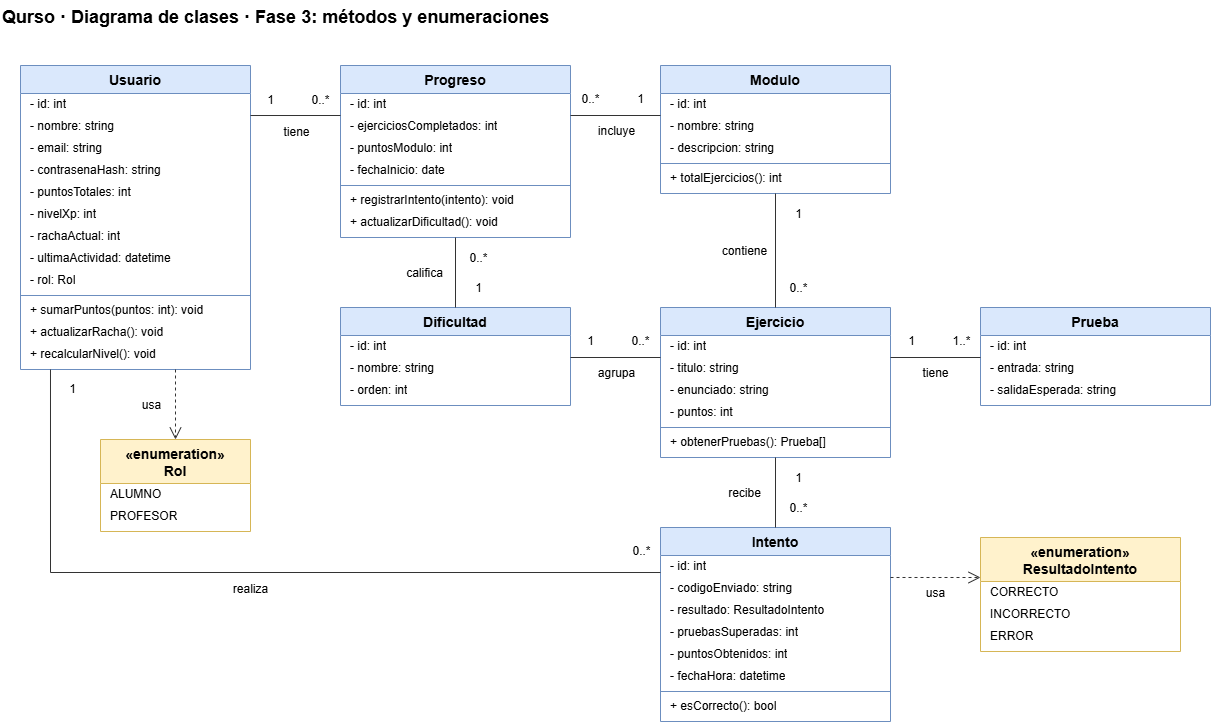 Qurso · Diagrama de clases · Fase 3: métodos y enumeraciones
Usuario
- id: int
- nombre: string
- email: string
- contrasenaHash: string
- puntosTotales: int
- nivelXp: int
- rachaActual: int
- ultimaActividad: datetime
- rol: Rol
+ sumarPuntos(puntos: int): void
+ actualizarRacha(): void
+ recalcularNivel(): void
1
0..*
tiene
Progreso
- id: int
- ejerciciosCompletados: int
- puntosModulo: int
- fechaInicio: date
+ registrarIntento(intento): void
+ actualizarDificultad(): void
0..*
1
incluye
Modulo
- id: int
- nombre: string
- descripcion: string
+ totalEjercicios(): int
1
contiene
0..*
0..*
califica
1
Dificultad
- id: int
- nombre: string
- orden: int
1
0..*
agrupa
Ejercicio
- id: int
- titulo: string
- enunciado: string
- puntos: int
+ obtenerPruebas(): Prueba[]
1
1..*
tiene
Prueba
- id: int
- entrada: string
- salidaEsperada: string
1
usa
«enumeration»
Rol
ALUMNO
PROFESOR
1
recibe
0..*
0..*
realiza
Intento
- id: int
- codigoEnviado: string
- resultado: ResultadoIntento
- pruebasSuperadas: int
- puntosObtenidos: int
- fechaHora: datetime
+ esCorrecto(): bool
usa
«enumeration»
ResultadoIntento
CORRECTO
INCORRECTO
ERROR